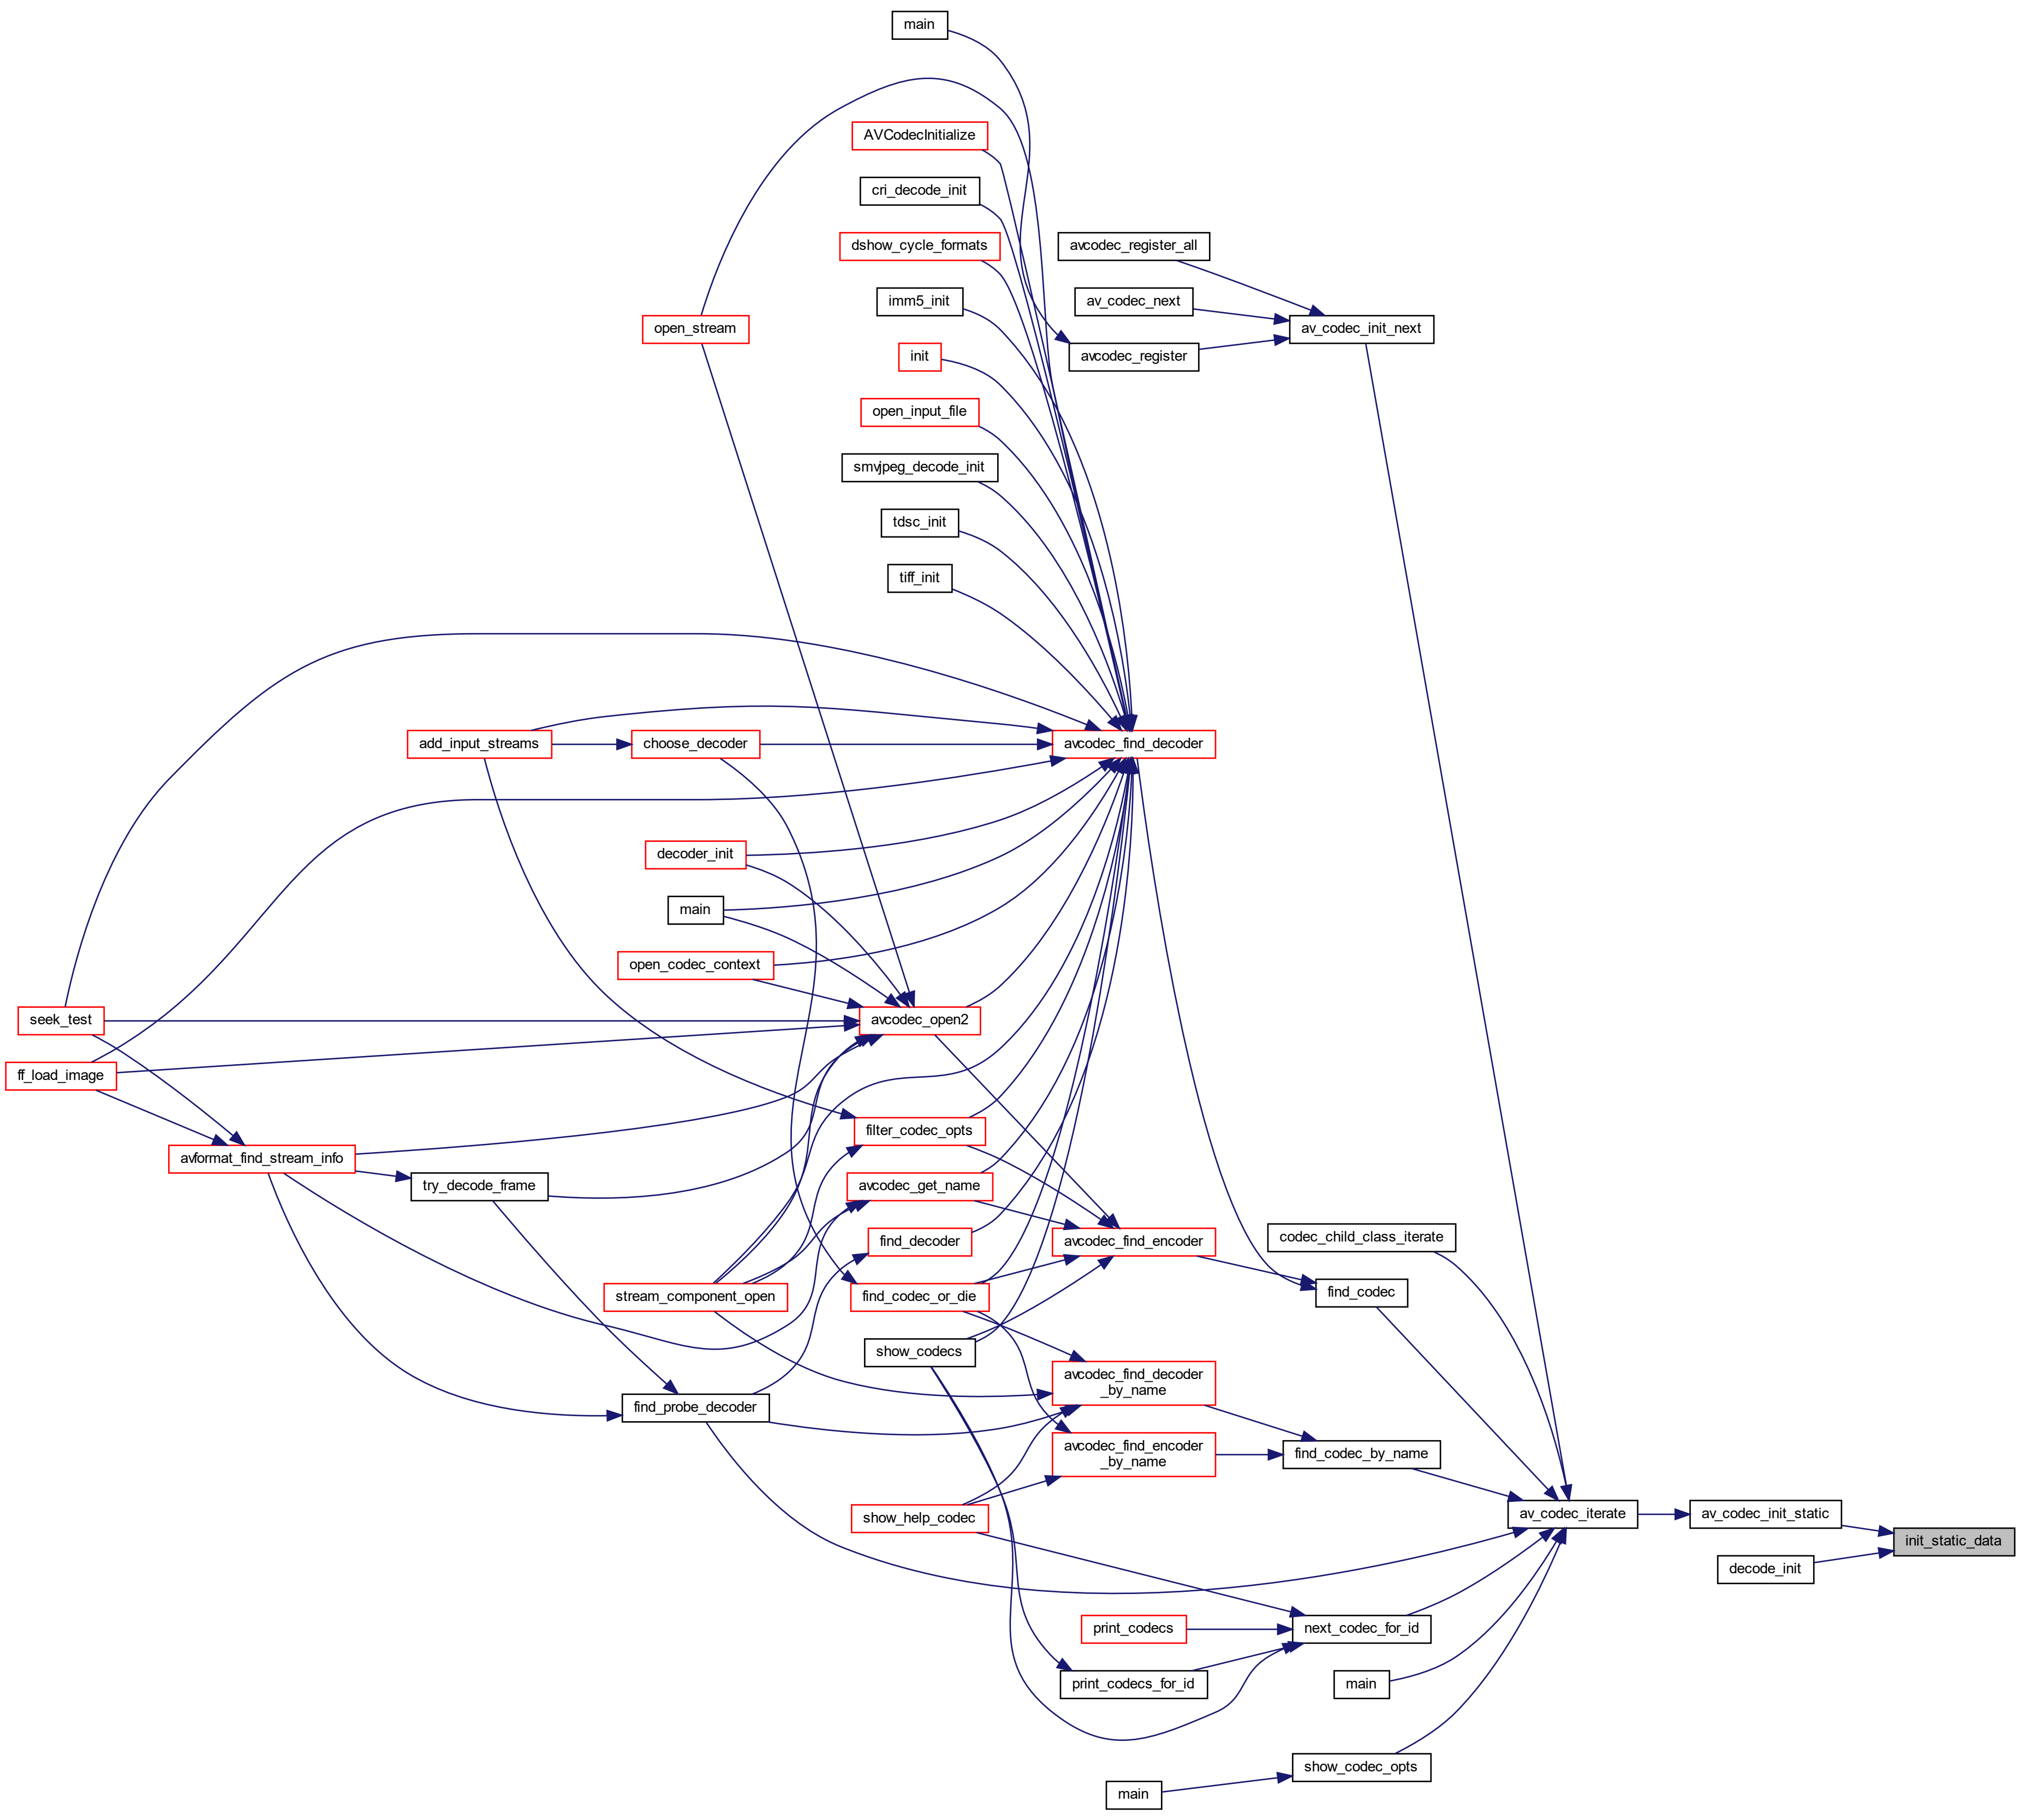 main
AVCodecInitialize
cri_decode_init
dshow_cycle_formats
avcodec_register_all
imm5_init
av_codec_next
open_stream
av_codec_init_next
init
avcodec_register
open_input_file
smvjpeg_decode_init
tdsc_init
tiff_init
add_input_streams
choose_decoder
avcodec_find_decoder
decoder_init
main
open_codec_context
seek_test
avcodec_open2
ff_load_image
filter_codec_opts
avformat_find_stream_info
try_decode_frame
avcodec_get_name
find_decoder
avcodec_find_encoder
codec_child_class_iterate
stream_component_open
find_codec_or_die
find_codec
show_codecs
avcodec_find_decoder
_by_name
find_probe_decoder
avcodec_find_encoder
_by_name
find_codec_by_name
show_help_codec
av_codec_iterate
av_codec_init_static
init_static_data
decode_init
print_codecs
next_codec_for_id
print_codecs_for_id
main
show_codec_opts
main